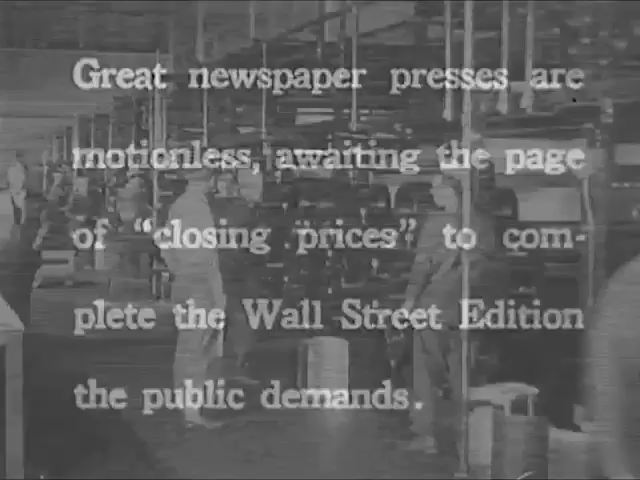 Great newspaper presses are
motionless, awaiting the page
of “closing prices” to com-
plete the Wall Street Edition
the public demands.